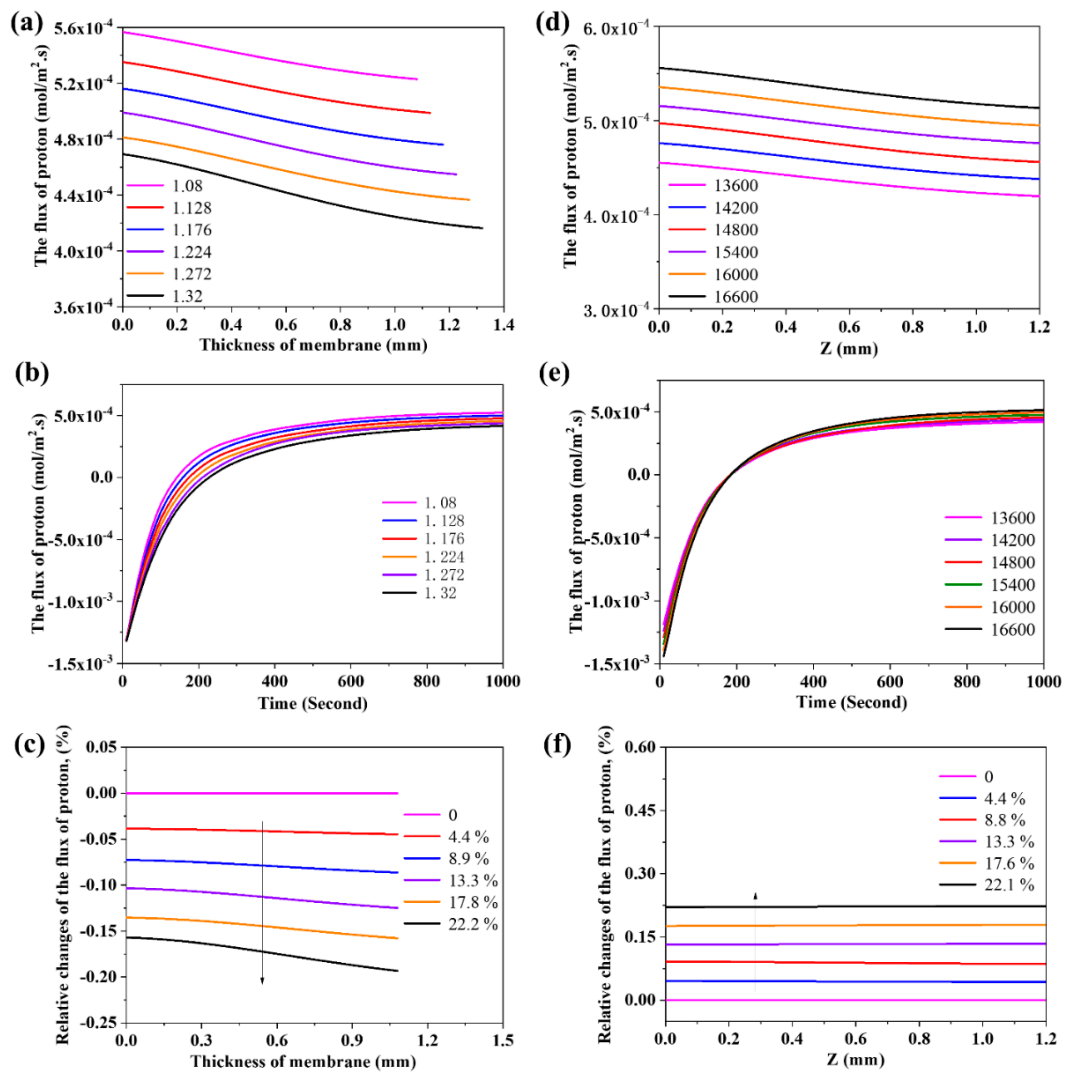 (a)
The flux of proton (mol/m².s)
5.6x10⁻⁴
5.2x10⁻⁴
4.8x10⁻⁴
4.4x10⁻⁴
4.0x10⁻⁴
3.6x10⁻⁴
1.08
1.128
1.176
1.224
1.272
1.32
0.0 0.2 0.4 0.6 0.8 1.0 1.2 1.4
Thickness of membrane (mm)
(d)
The flux of proton (mol/m².s)
6.0x10⁻⁴
5.0x10⁻⁴
4.0x10⁻⁴
3.0x10⁻⁴
13600
14200
14800
15400
16000
16600
0.0 0.2 0.4 0.6 0.8 1.0 1.2
Z (mm)
(b)
The flux of proton (mol/m².s)
5.0x10⁻⁴
0.0
-5.0x10⁻⁴
-1.0x10⁻³
-1.5x10⁻³
1.08
1.128
1.176
1.224
1.272
1.32
0 200 400 600 800 1000
Time (Second)
(e)
The flux of proton (mol/m².s)
5.0x10⁻⁴
0.0
-5.0x10⁻⁴
-1.0x10⁻³
-1.5x10⁻³
13600
14200
14800
15400
16000
16600
0 200 400 600 800 1000
Time (Second)
(c)
Relative changes of the flux of proton, (%)
0.05
0.00
-0.05
-0.10
-0.15
-0.20
-0.25
0
4.4 %
8.9 %
13.3 %
17.8 %
22.2 %
0.0 0.3 0.6 0.9 1.2 1.5
Thickness of membrane (mm)
(f)
Relative changes of the flux of proton, (%)
0.60
0.45
0.30
0.15
0.00
0
4.4 %
8.8 %
13.3 %
17.6 %
22.1 %
0.0 0.2 0.4 0.6 0.8 1.0 1.2
Z (mm)